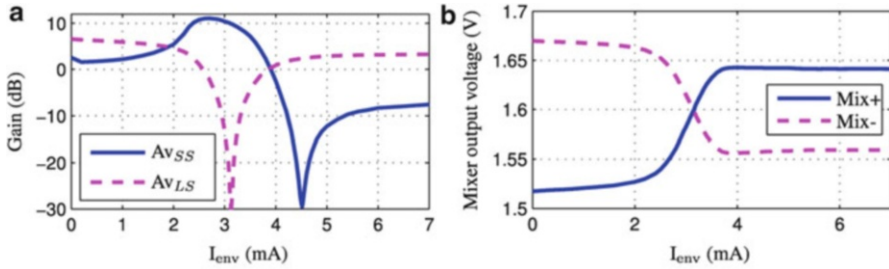 a
Gain (dB)
10
0
−10
−20
−30
Av_SS
Av_LS
0
1
2
3
4
5
6
7
I_env (mA)
b
Mixer output voltage (V)
1.7
1.65
1.6
1.55
1.5
Mix+
Mix-
0
2
4
6
I_env (mA)